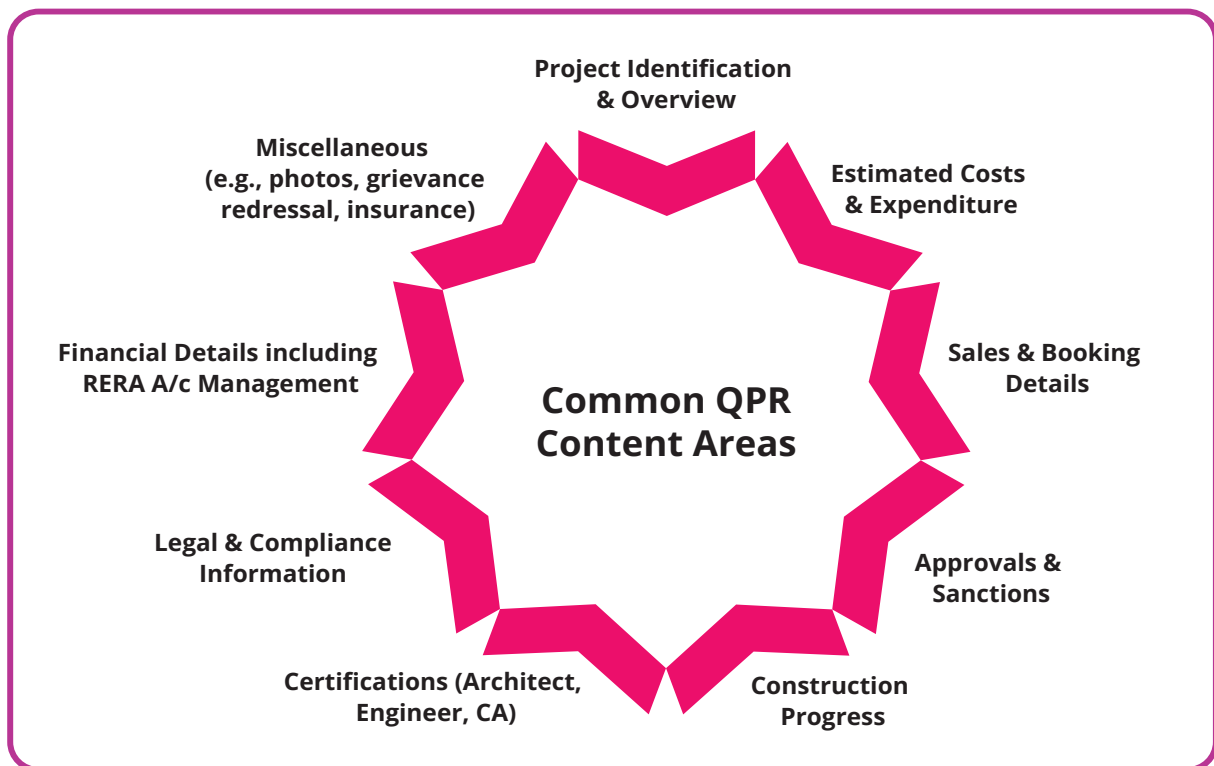 Project Identification
& Overview
Estimated Costs
& Expenditure
Sales & Booking
Details
Approvals &
Sanctions
Construction
Progress
Certifications (Architect,
Engineer, CA)
Legal & Compliance
Information
Financial Details including
RERA A/c Management
Miscellaneous
(e.g., photos, grievance
redressal, insurance)
Common QPR
Content Areas